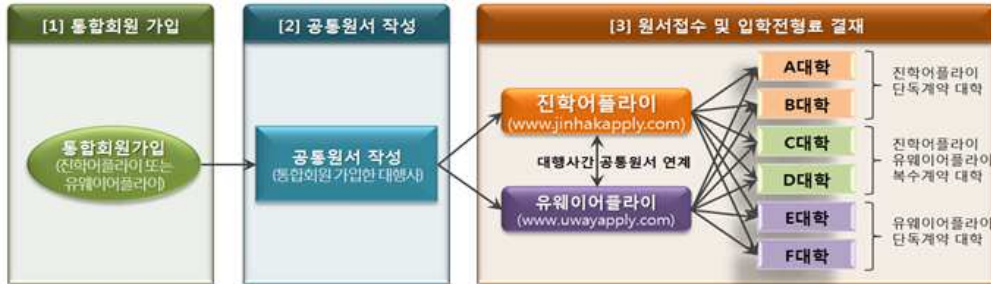 [1] 통합회원 가입
통합회원가입
(진학어플라이 또는
유웨이어플라이)
[2] 공통원서 작성
공통원서 작성
(통합회원 가입한 대행사)
[3] 원서접수 및 입학전형료 결재
진학어플라이
(www.jinhakapply.com)
대행사간 공통원서 연계
유웨이어플라이
(www.uwayapply.com)
A대학
B대학
C대학
D대학
E대학
F대학
진학어플라이
단독계약 대학
진학어플라이
유웨이어플라이
복수계약 대학
유웨이어플라이
단독계약 대학